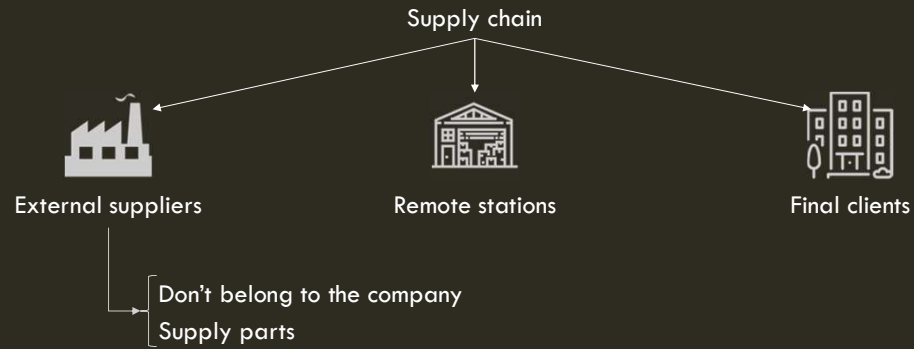 Supply chain
External suppliers
Remote stations
Final clients
Don't belong to the company
Supply parts